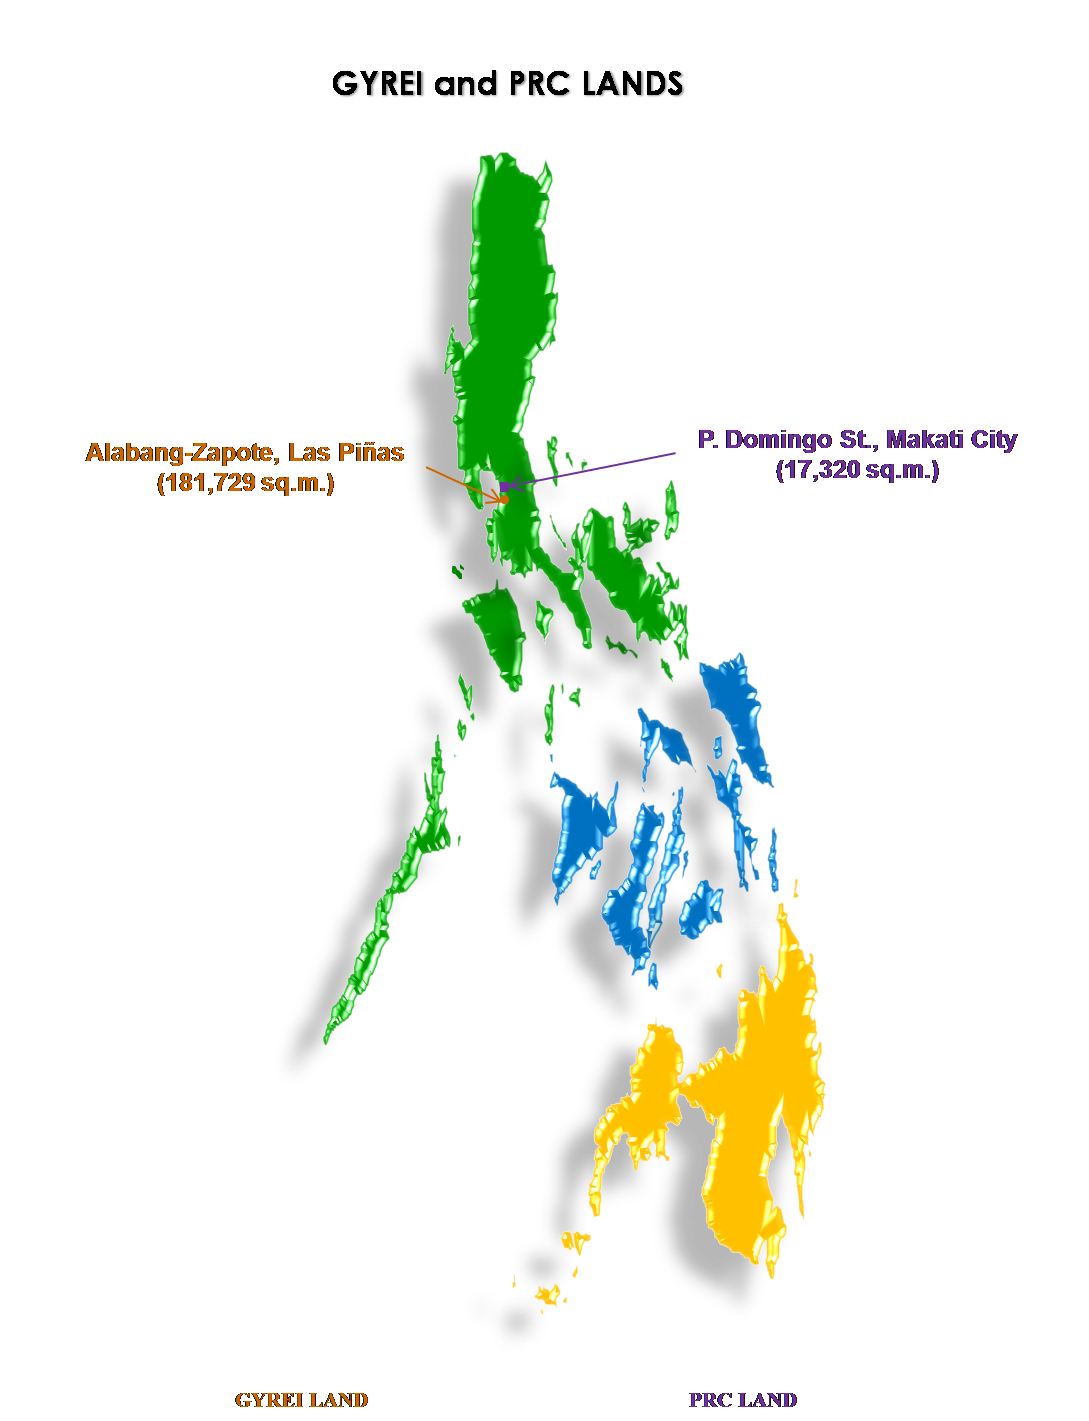 GYREI and PRC LANDS
Alabang-Zapote, Las Piñas
(181,729 sq.m.)
P. Domingo St., Makati City
(17,320 sq.m.)
GYREI LAND
PRC LAND